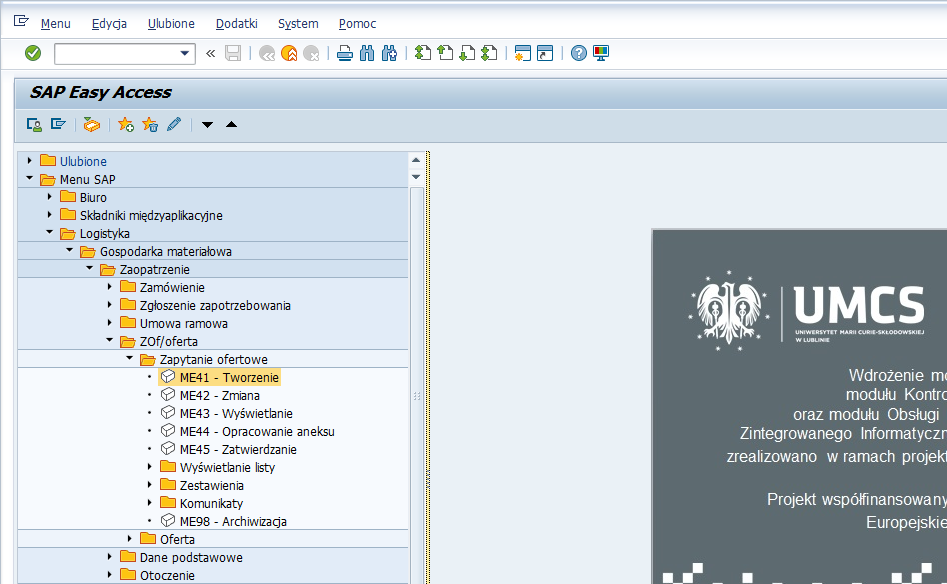 Menu Edycja Ulubione Dodatki System Pomoc
SAP Easy Access
Ulubione
Menu SAP
Biuro
Składniki międzyaplikacyjne
Logistyka
Gospodarka materiałowa
Zaopatrzenie
Zamówienie
Zgłoszenie zapotrzebowania
Umowa ramowa
ZOf/oferta
Zapytanie ofertowe
ME41 - Tworzenie
ME42 - Zmiana
ME43 - Wyświetlanie
ME44 - Opracowanie aneksu
ME45 - Zatwierdzanie
Wyświetlanie listy
Zestawienia
Komunikaty
ME98 - Archiwizacja
Oferta
Dane podstawowe
Otoczenie
UMCS
UNIWERSYTET MARII CURIE-SKŁODOWSKIEJ
W LUBLINIE
Wdrożenie mo
modułu Kontro
oraz modułu Obsługi
Zintegrowanego Informatyczn
zrealizowano w ramach projekt
Projekt współfinansowany
Europejskie